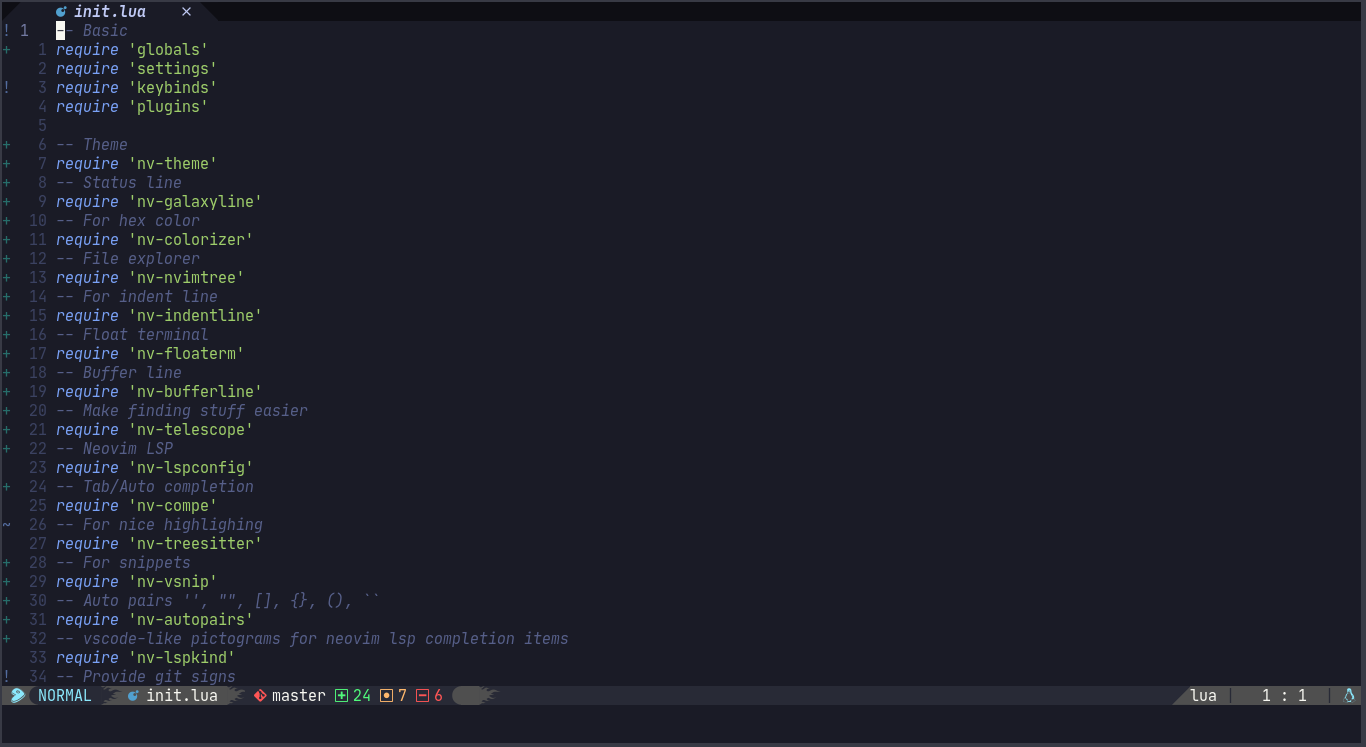 init.lua ×
! 1 -- Basic
+ 1 require 'globals'
2 require 'settings'
! 3 require 'keybinds'
4 require 'plugins'
5
+ 6 -- Theme
+ 7 require 'nv-theme'
+ 8 -- Status line
+ 9 require 'nv-galaxyline'
+ 10 -- For hex color
+ 11 require 'nv-colorizer'
+ 12 -- File explorer
+ 13 require 'nv-nvimtree'
+ 14 -- For indent line
+ 15 require 'nv-indentline'
+ 16 -- Float terminal
+ 17 require 'nv-floaterm'
+ 18 -- Buffer line
+ 19 require 'nv-bufferline'
+ 20 -- Make finding stuff easier
+ 21 require 'nv-telescope'
+ 22 -- Neovim LSP
23 require 'nv-lspconfig'
+ 24 -- Tab/Auto completion
25 require 'nv-compe'
~ 26 -- For nice highlighing
27 require 'nv-treesitter'
+ 28 -- For snippets
+ 29 require 'nv-vsnip'
+ 30 -- Auto pairs '', "", [], {}, (), ``
+ 31 require 'nv-autopairs'
+ 32 -- vscode-like pictograms for neovim lsp completion items
33 require 'nv-lspkind'
! 34 -- Provide git signs
NORMAL init.lua master 24 7 6 lua 1 : 1